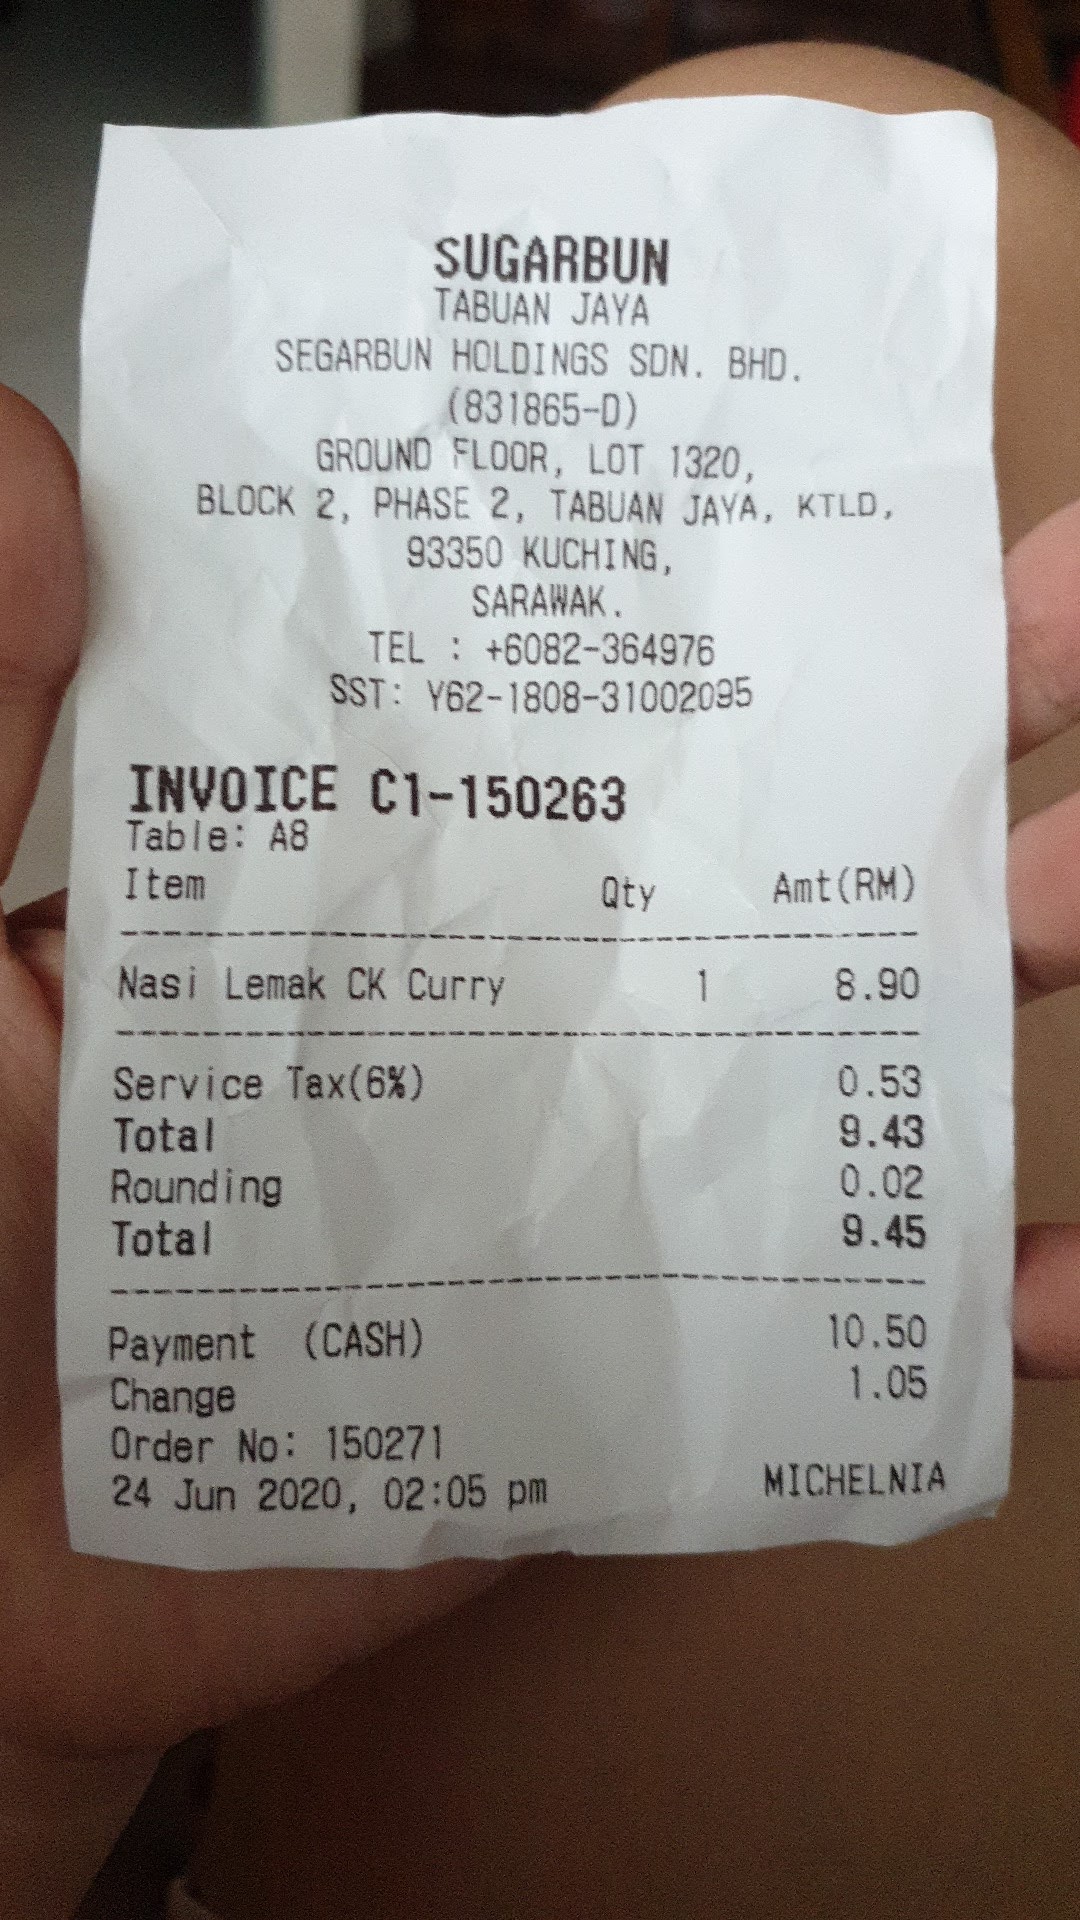 SUGARBUN
TABUAN JAYA
SEGARBUN HOLDINGS SDN. BHD.
(831865-D)
GROUND FLOOR, LOT 1320,
BLOCK 2, PHASE 2, TABUAN JAYA, KTLD,
93350 KUCHING,
SARAWAK.
TEL : +6082-364976
SST: Y62-1808-31002095
INVOICE C1-150263
Table: A8
Item Qty Amt(RM)
Nasi Lemak CK Curry 1 8.90
Service Tax(6%) 0.53
Total 9.43
Rounding 0.02
Total 9.45
Payment (CASH) 10.50
Change 1.05
Order No: 150271
24 Jun 2020, 02:05 pm MICHELNIA